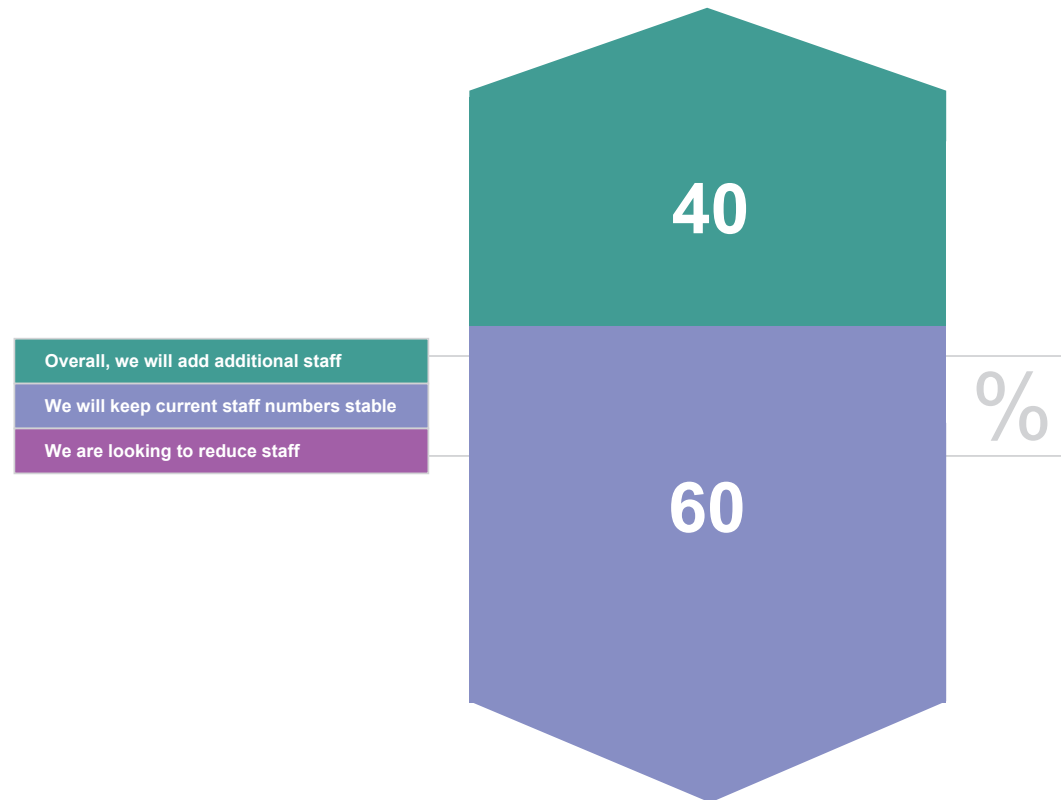 40
Overall, we will add additional staff
We will keep current staff numbers stable
We are looking to reduce staff
%
60